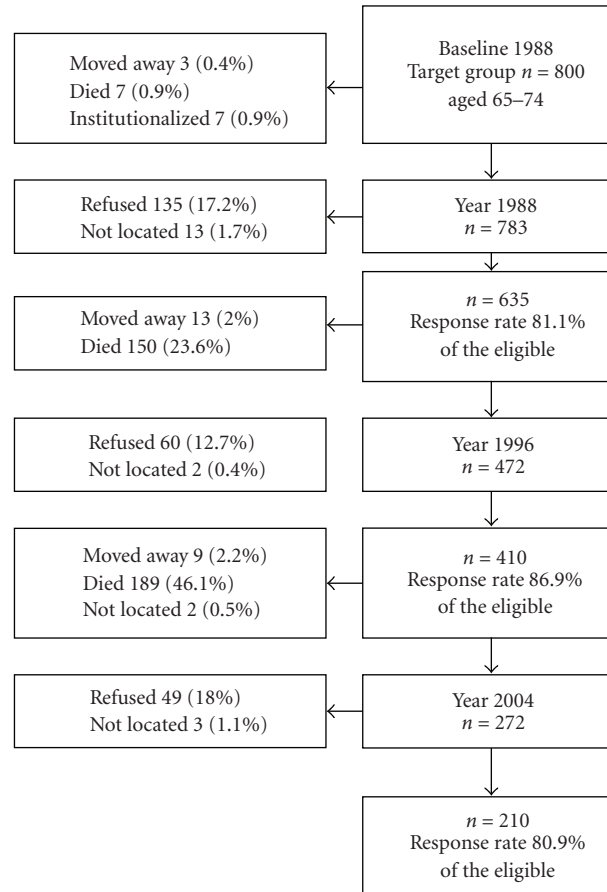 Baseline 1988
Target group n = 800
aged 65–74
Moved away 3 (0.4%)
Died 7 (0.9%)
Institutionalized 7 (0.9%)
Year 1988
n = 783
Refused 135 (17.2%)
Not located 13 (1.7%)
n = 635
Response rate 81.1%
of the eligible
Moved away 13 (2%)
Died 150 (23.6%)
Year 1996
n = 472
Refused 60 (12.7%)
Not located 2 (0.4%)
n = 410
Response rate 86.9%
of the eligible
Moved away 9 (2.2%)
Died 189 (46.1%)
Not located 2 (0.5%)
Year 2004
n = 272
Refused 49 (18%)
Not located 3 (1.1%)
n = 210
Response rate 80.9%
of the eligible